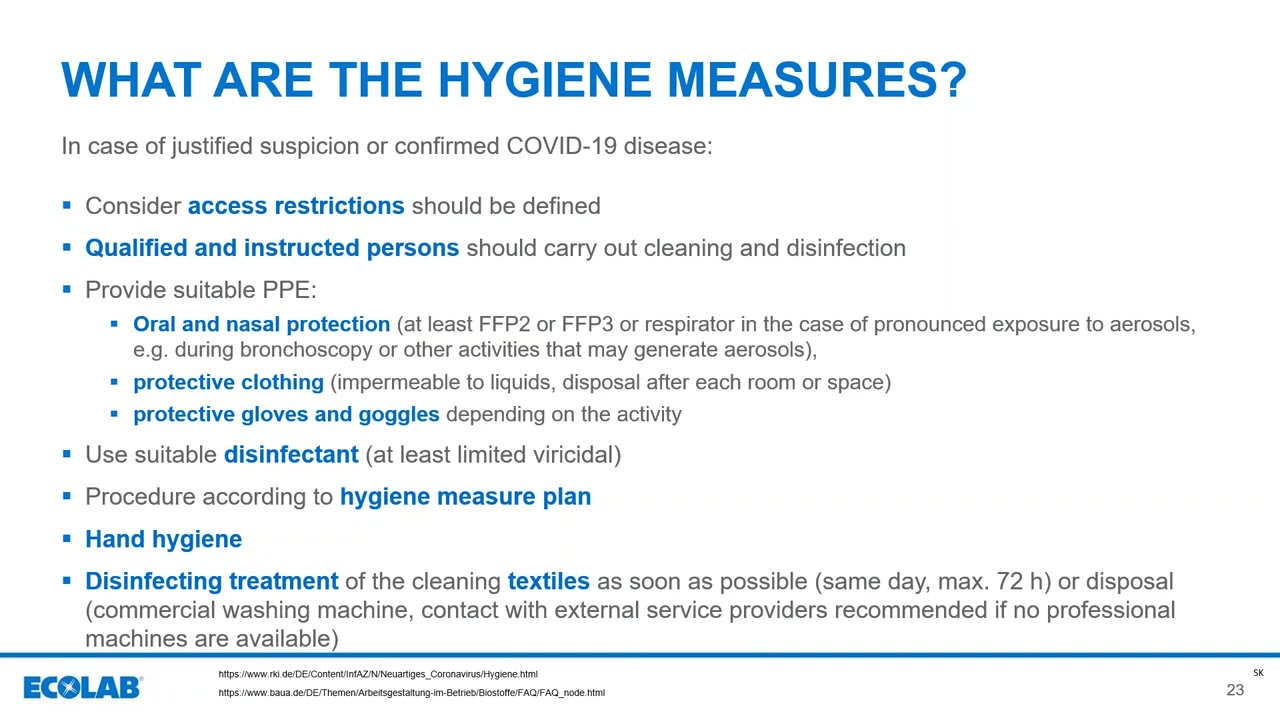 WHAT ARE THE HYGIENE MEASURES?
In case of justified suspicion or confirmed COVID-19 disease:
▪ Consider access restrictions should be defined
▪ Qualified and instructed persons should carry out cleaning and disinfection
▪ Provide suitable PPE:
▪ Oral and nasal protection (at least FFP2 or FFP3 or respirator in the case of pronounced exposure to aerosols,
e.g. during bronchoscopy or other activities that may generate aerosols),
▪ protective clothing (impermeable to liquids, disposal after each room or space)
▪ protective gloves and goggles depending on the activity
▪ Use suitable disinfectant (at least limited viricidal)
▪ Procedure according to hygiene measure plan
▪ Hand hygiene
▪ Disinfecting treatment of the cleaning textiles as soon as possible (same day, max. 72 h) or disposal
(commercial washing machine, contact with external service providers recommended if no professional
machines are available)
https://www.rki.de/DE/Content/InfAZ/N/Neuartiges_Coronavirus/Hygiene.html
SK
ECOLAB®
https://www.baua.de/DE/Themen/Arbeitsgestaltung-im-Betrieb/Biostoffe/FAQ/FAQ_node.html
23